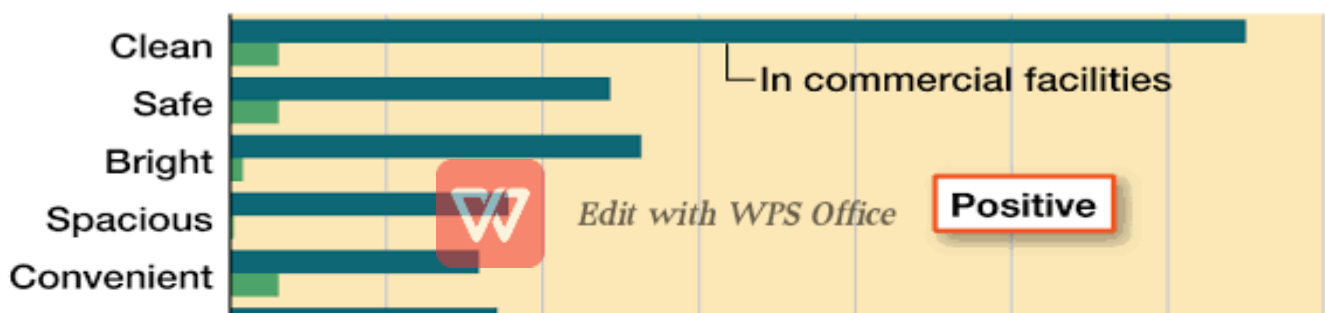 Clean
In commercial facilities
Safe
Bright
Spacious
Edit with WPS Office
Positive
Convenient